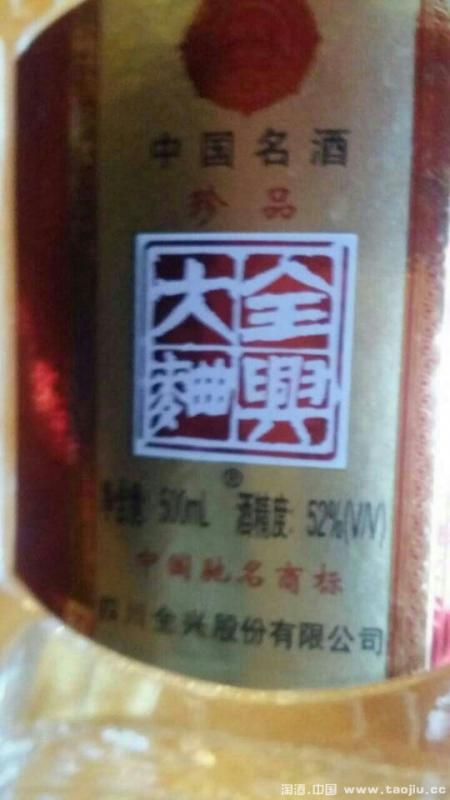 中国名酒
珍品
全興
大麯
®
净含量: 500mL 酒精度: 52%(V/V)
中国驰名商标
四川全兴股份有限公司
淘酒.中国 www.taojiu.cc